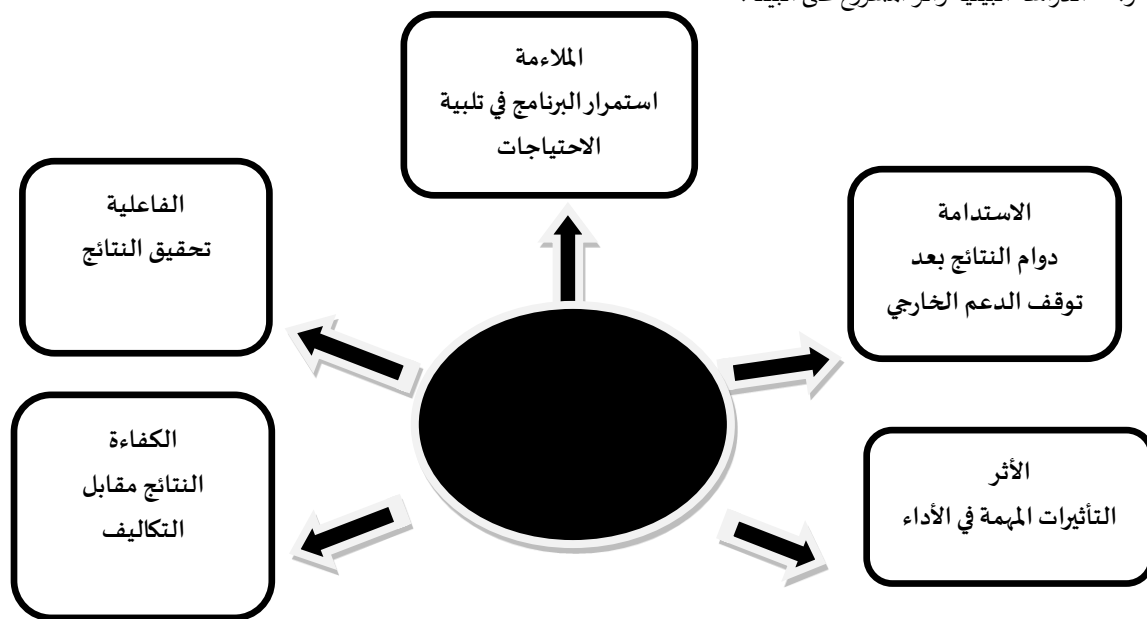 الملاءمة
استمرار البرنامج في تلبية
الاحتياجات
الاستدامة
دوام النتائج بعد
توقف الدعم الخارجي
الفاعلية
تحقيق النتائج
الأثر
التأثيرات المهمة في الأداء
الكفاءة
النتائج مقابل
التكاليف